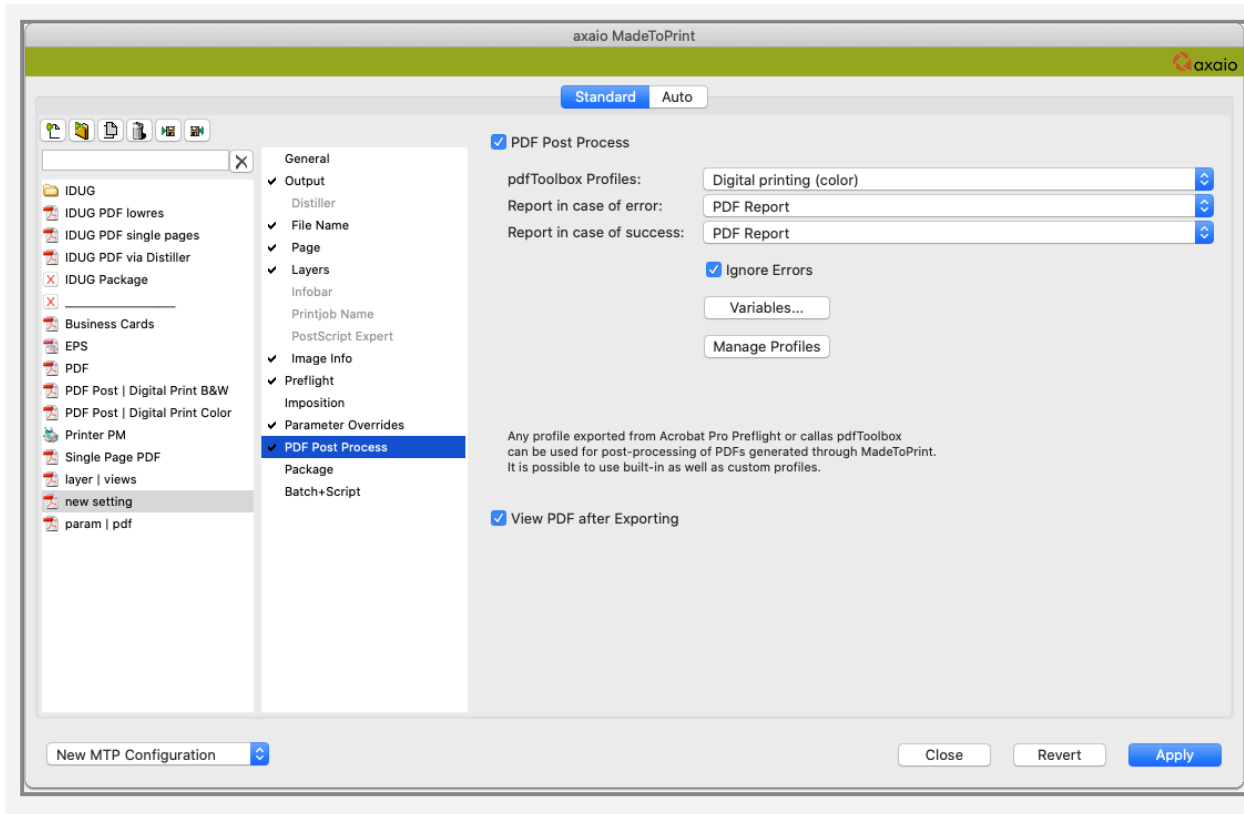 axaio MadeToPrint
axaio
Standard Auto
IDUG
IDUG PDF lowres
IDUG PDF single pages
IDUG PDF via Distiller
IDUG Package
__________________
Business Cards
EPS
PDF
PDF Post | Digital Print B&W
PDF Post | Digital Print Color
Printer PM
Single Page PDF
layer | views
new setting
param | pdf
General
Output
Distiller
File Name
Page
Layers
Infobar
Printjob Name
PostScript Expert
Image Info
Preflight
Imposition
Parameter Overrides
PDF Post Process
Package
Batch+Script
PDF Post Process
pdfToolbox Profiles: Digital printing (color)
Report in case of error: PDF Report
Report in case of success: PDF Report
Ignore Errors
Variables...
Manage Profiles
Any profile exported from Acrobat Pro Preflight or callas pdfToolbox
can be used for post-processing of PDFs generated through MadeToPrint.
It is possible to use built-in as well as custom profiles.
View PDF after Exporting
New MTP Configuration
Close Revert Apply